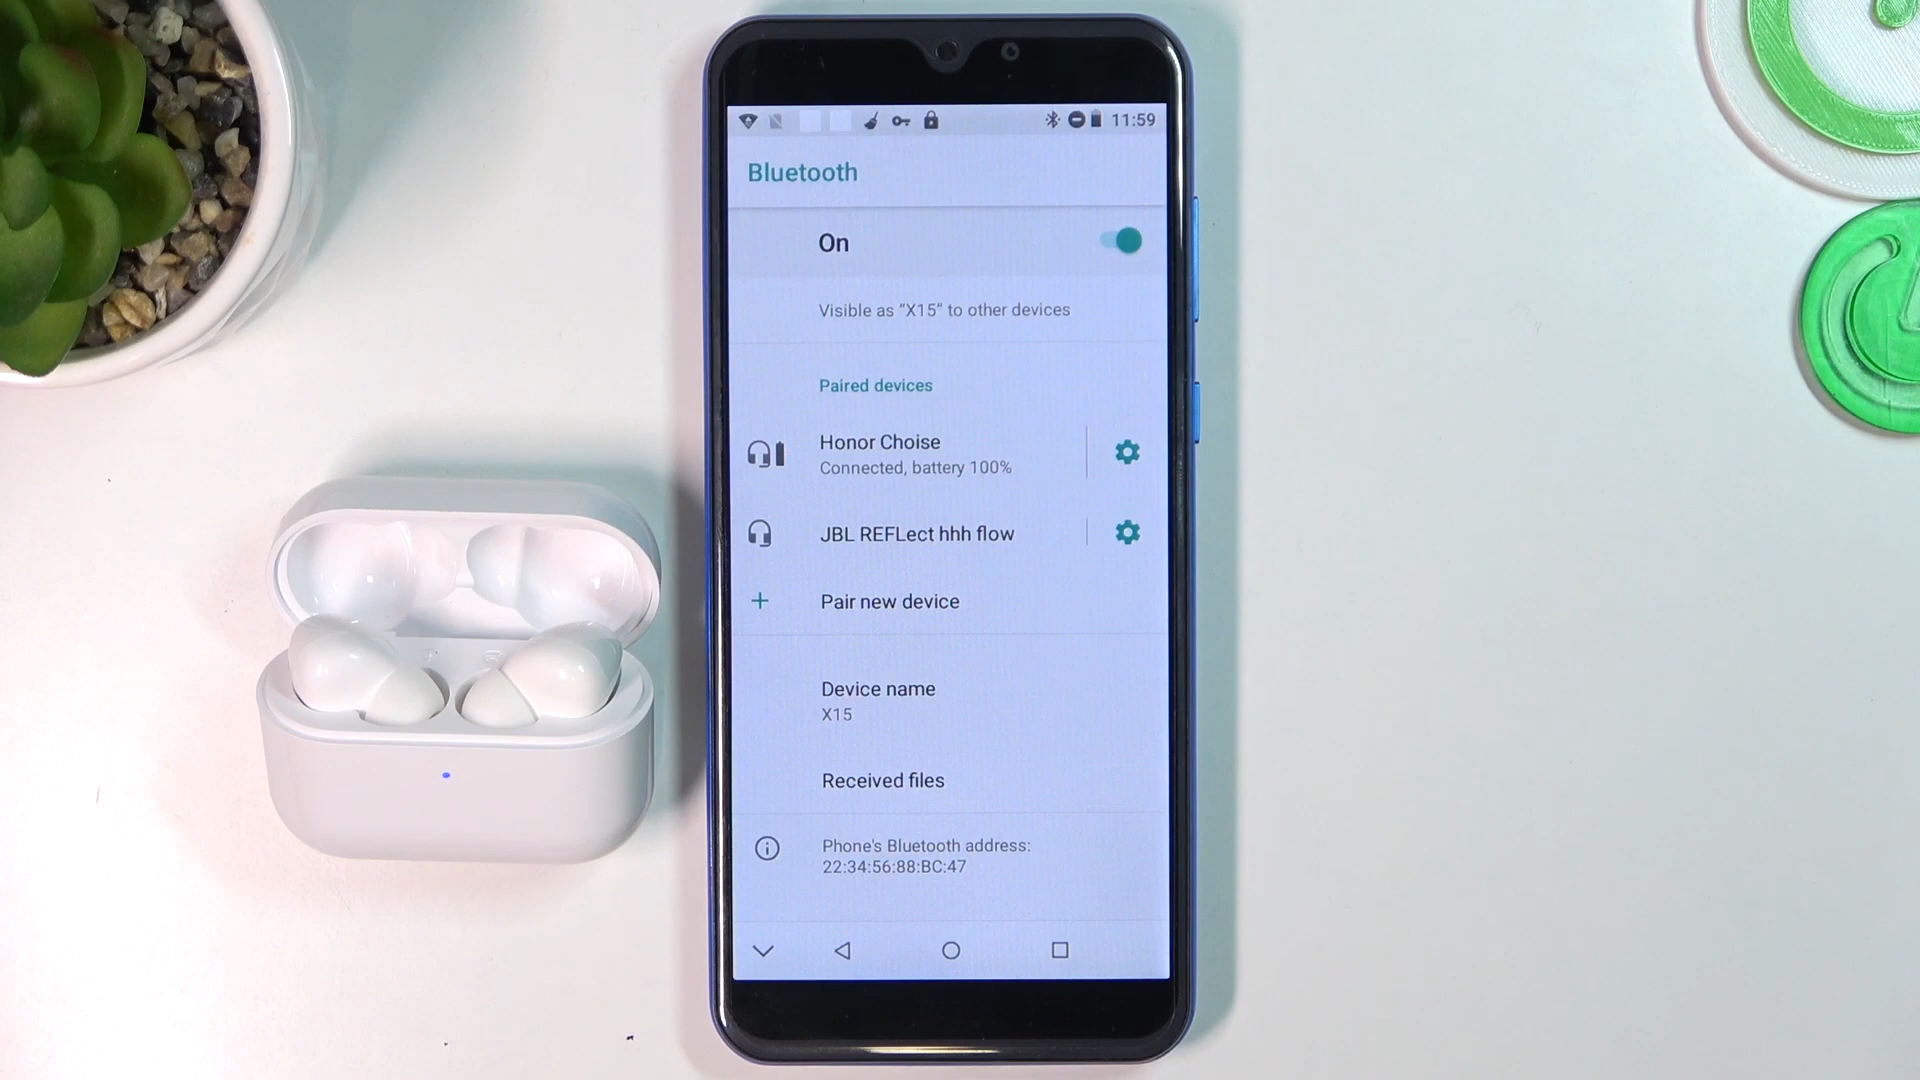 11:59
Bluetooth
On
Visible as “X15” to other devices
Paired devices
Honor Choise
Connected, battery 100%
JBL REFLect hhh flow
Pair new device
Device name
X15
Received files
Phone's Bluetooth address:
22:34:56:88:BC:47